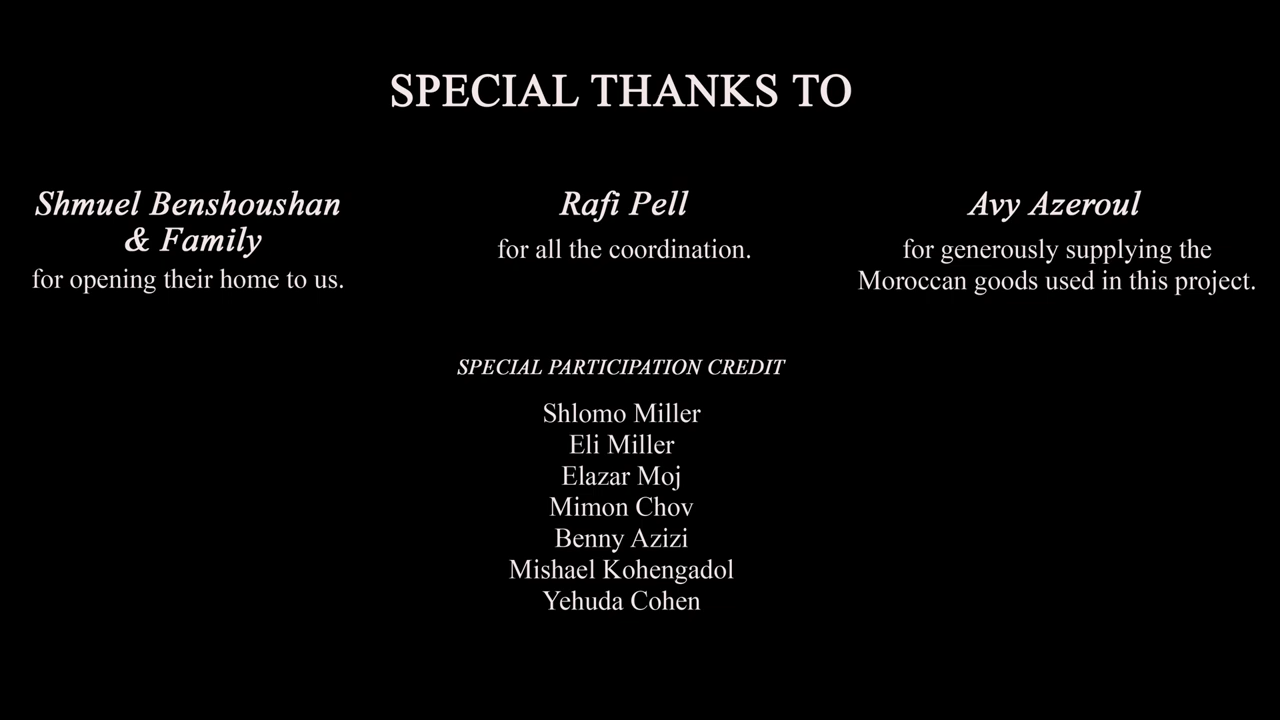 SPECIAL THANKS TO
Shmuel Benshoushan
& Family
for opening their home to us.
Rafi Pell
for all the coordination.
Avy Azeroul
for generously supplying the
Moroccan goods used in this project.
SPECIAL PARTICIPATION CREDIT
Shlomo Miller
Eli Miller
Elazar Moj
Mimon Chov
Benny Azizi
Mishael Kohengadol
Yehuda Cohen